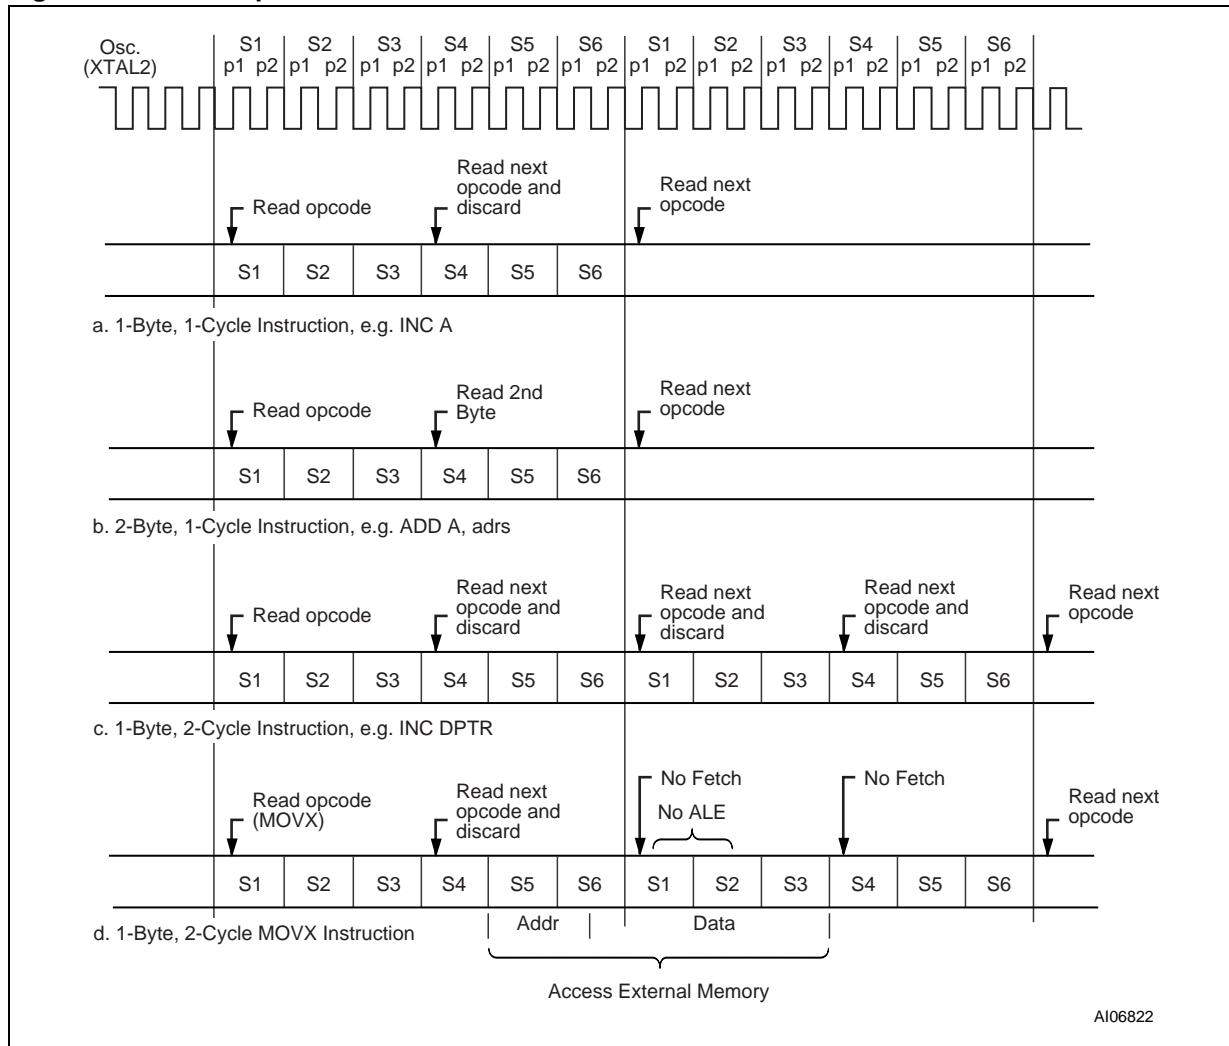 Osc.
(XTAL2)
S1 S2 S3 S4 S5 S6 S1 S2 S3 S4 S5 S6
p1 p2 p1 p2 p1 p2 p1 p2 p1 p2 p1 p2 p1 p2 p1 p2 p1 p2 p1 p2 p1 p2 p1 p2
Read opcode
Read next
opcode and
discard
Read next
opcode
S1 S2 S3 S4 S5 S6
a. 1-Byte, 1-Cycle Instruction, e.g. INC A
Read opcode
Read 2nd
Byte
Read next
opcode
S1 S2 S3 S4 S5 S6
b. 2-Byte, 1-Cycle Instruction, e.g. ADD A, adrs
Read opcode
Read next
opcode and
discard
Read next
opcode and
discard
Read next
opcode and
discard
Read next
opcode
S1 S2 S3 S4 S5 S6 S1 S2 S3 S4 S5 S6
c. 1-Byte, 2-Cycle Instruction, e.g. INC DPTR
Read opcode
(MOVX)
Read next
opcode and
discard
No Fetch
No ALE
No Fetch
Read next
opcode
S1 S2 S3 S4 S5 S6 S1 S2 S3 S4 S5 S6
Addr
Data
d. 1-Byte, 2-Cycle MOVX Instruction
Access External Memory
AI06822